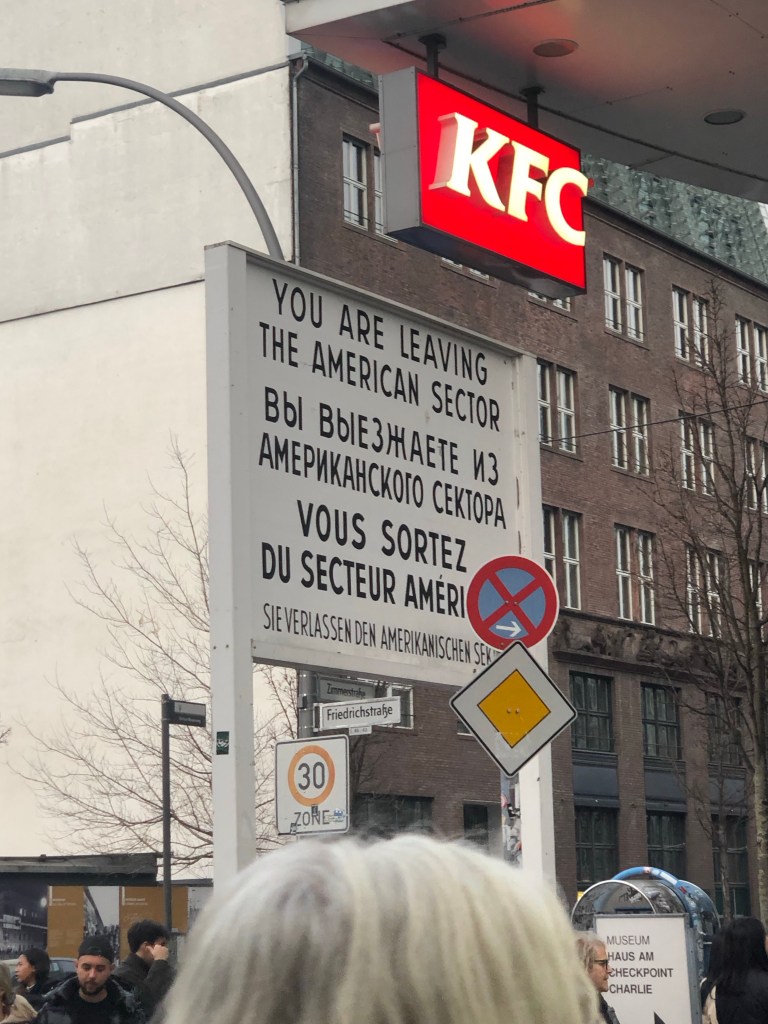 KFC
YOU ARE LEAVING
THE AMERICAN SECTOR
ВЫ ВЫЕЗЖАЕТЕ ИЗ
АМЕРИКАНСКОГО СЕКТОРА
VOUS SORTEZ
DU SECTEUR AMÉRI
SIE VERLASSEN DEN AMERIKANISCHEN SEK
Zimmerstraße
Friedrichstraße
30
ZONE
MUSEUM
HAUS AM
CHECKPOINT
CHARLIE